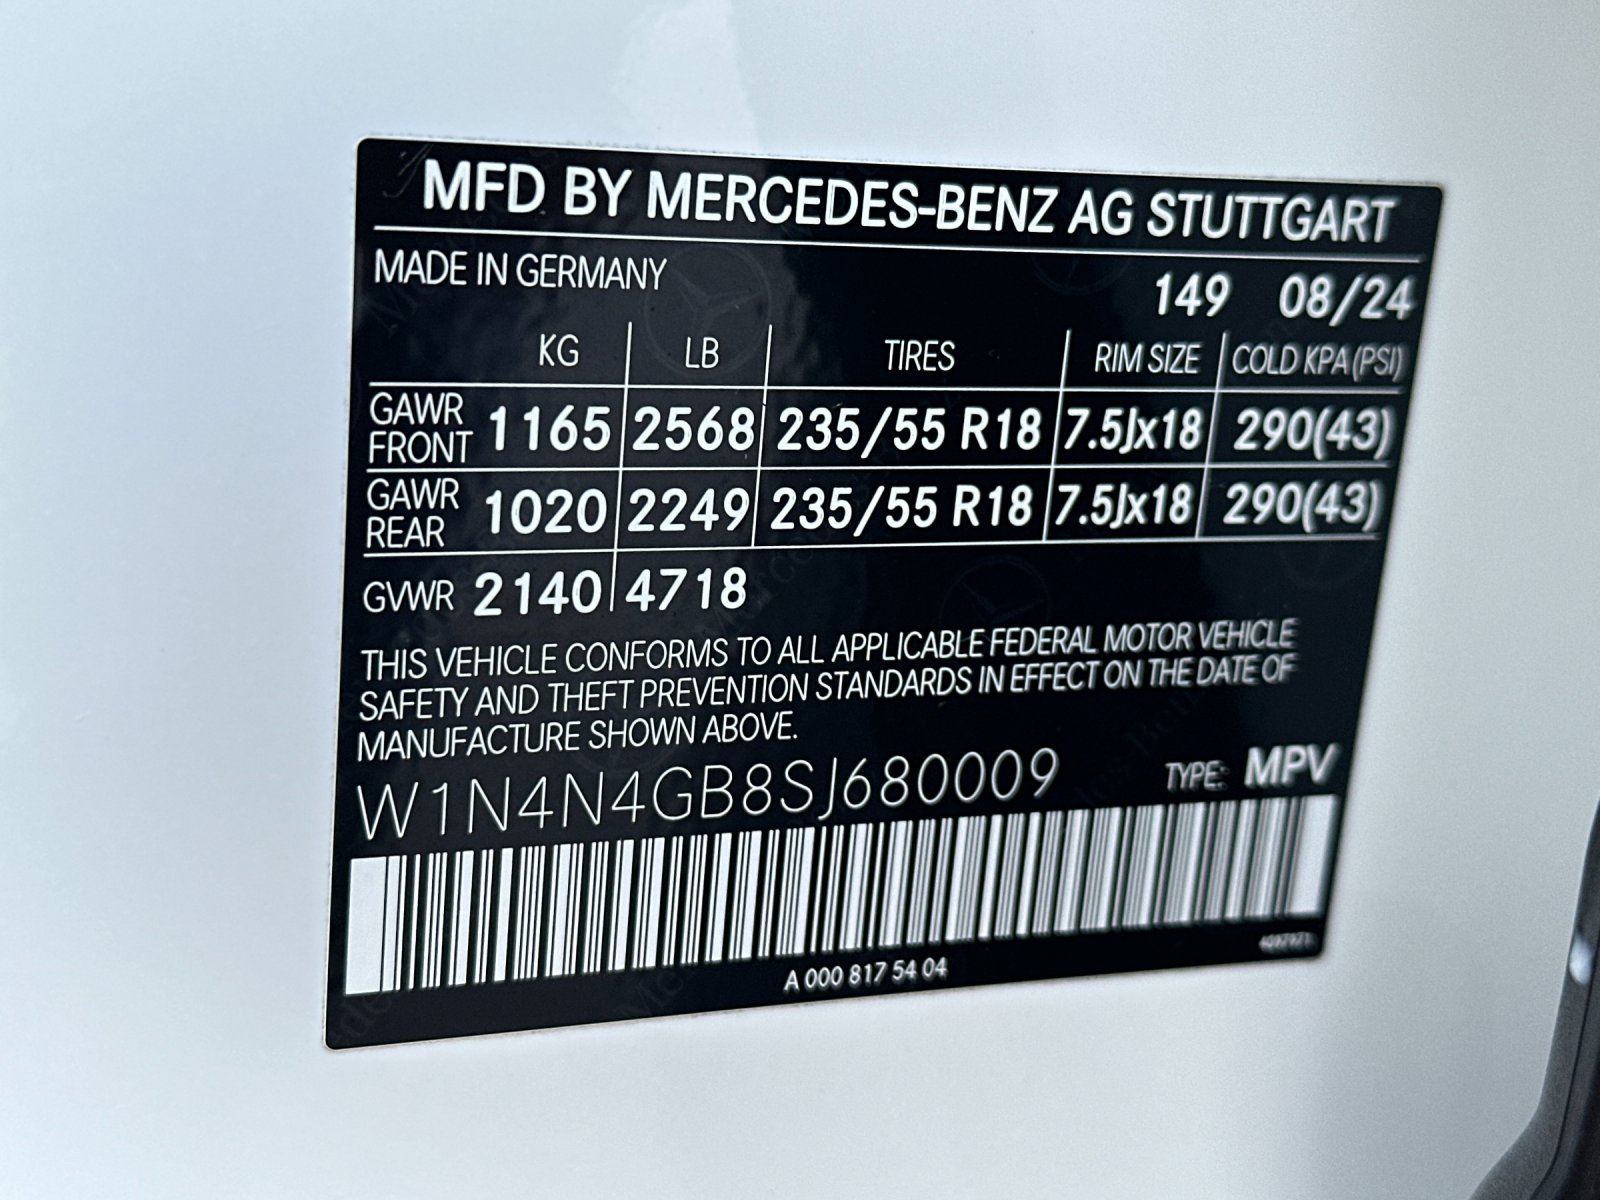 MFD BY MERCEDES-BENZ AG STUTTGART
MADE IN GERMANY
149 08/24
KG LB TIRES RIM SIZE COLD KPA (PSI)
GAWR FRONT 1165 2568 235/55 R18 7.5Jx18 290(43)
GAWR REAR 1020 2249 235/55 R18 7.5Jx18 290(43)
GVWR 2140 4718
THIS VEHICLE CONFORMS TO ALL APPLICABLE FEDERAL MOTOR VEHICLE
SAFETY AND THEFT PREVENTION STANDARDS IN EFFECT ON THE DATE OF
MANUFACTURE SHOWN ABOVE.
W1N4N4GB8SJ680009 TYPE: MPV
A 000 817 54 04